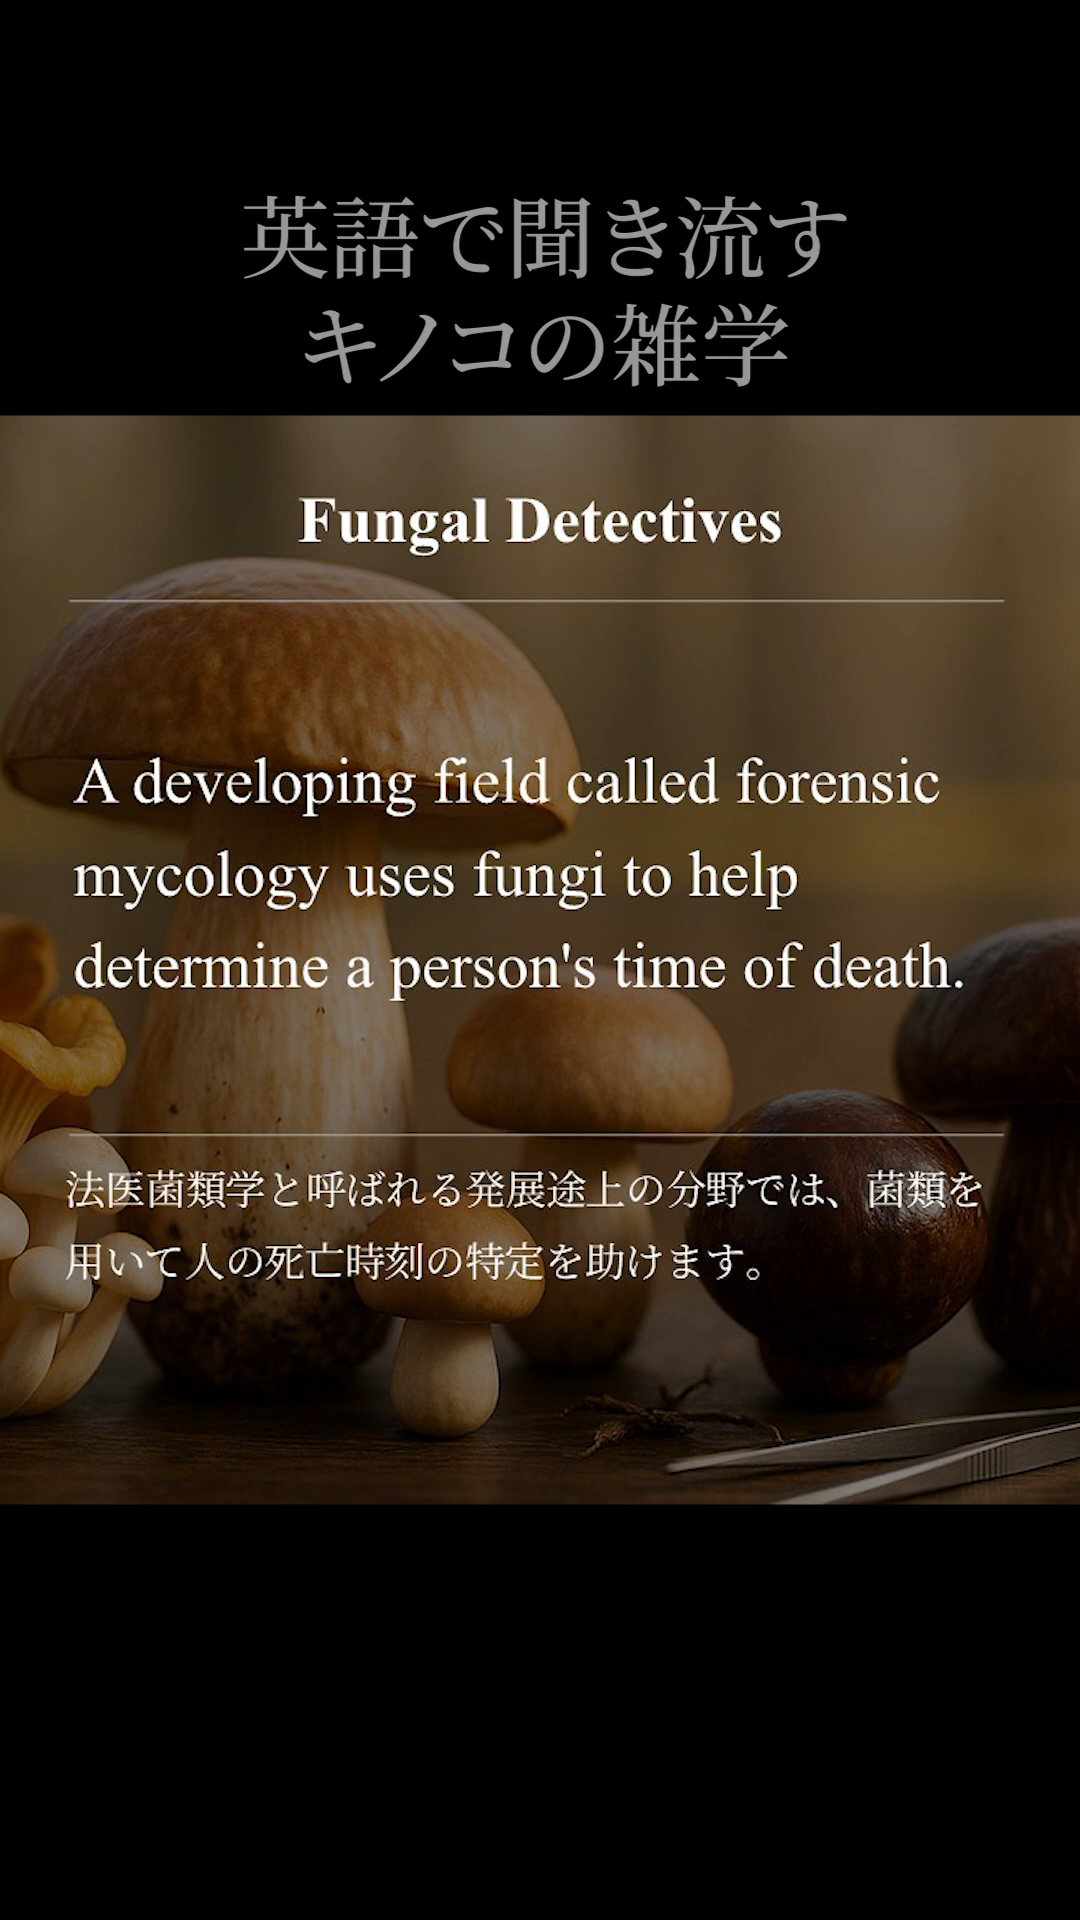 英語で聞き流す
キノコの雑学
Fungal Detectives
A developing field called forensic
mycology uses fungi to help
determine a person's time of death.
法医菌類学と呼ばれる発展途上の分野では、菌類を
用いて人の死亡時刻の特定を助けます。